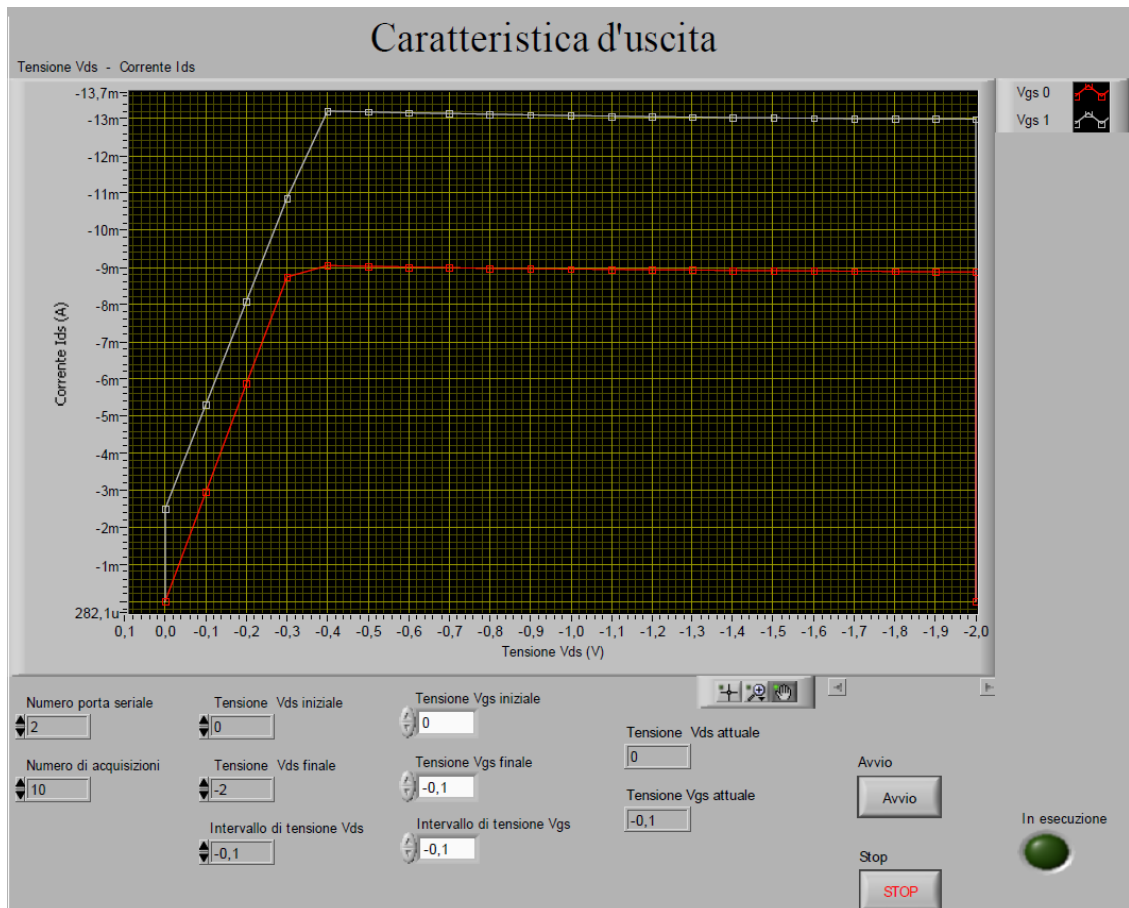 Caratteristica d'uscita
Tensione Vds - Corrente Ids
Vgs 0
Vgs 1
-13,7m
-13m
-12m
-11m
-10m
-9m
-8m
-7m
-6m
-5m
-4m
-3m
-2m
-1m
282,1u
Corrente Ids (A)
0,1 0,0 -0,1 -0,2 -0,3 -0,4 -0,5 -0,6 -0,7 -0,8 -0,9 -1,0 -1,1 -1,2 -1,3 -1,4 -1,5 -1,6 -1,7 -1,8 -1,9 -2,0
Tensione Vds (V)
Numero porta seriale
2
Numero di acquisizioni
10
Tensione Vds iniziale
0
Tensione Vds finale
-2
Intervallo di tensione Vds
-0,1
Tensione Vgs iniziale
0
Tensione Vgs finale
-0,1
Intervallo di tensione Vgs
-0,1
Tensione Vds attuale
0
Tensione Vgs attuale
-0,1
Avvio
Avvio
Stop
STOP
In esecuzione